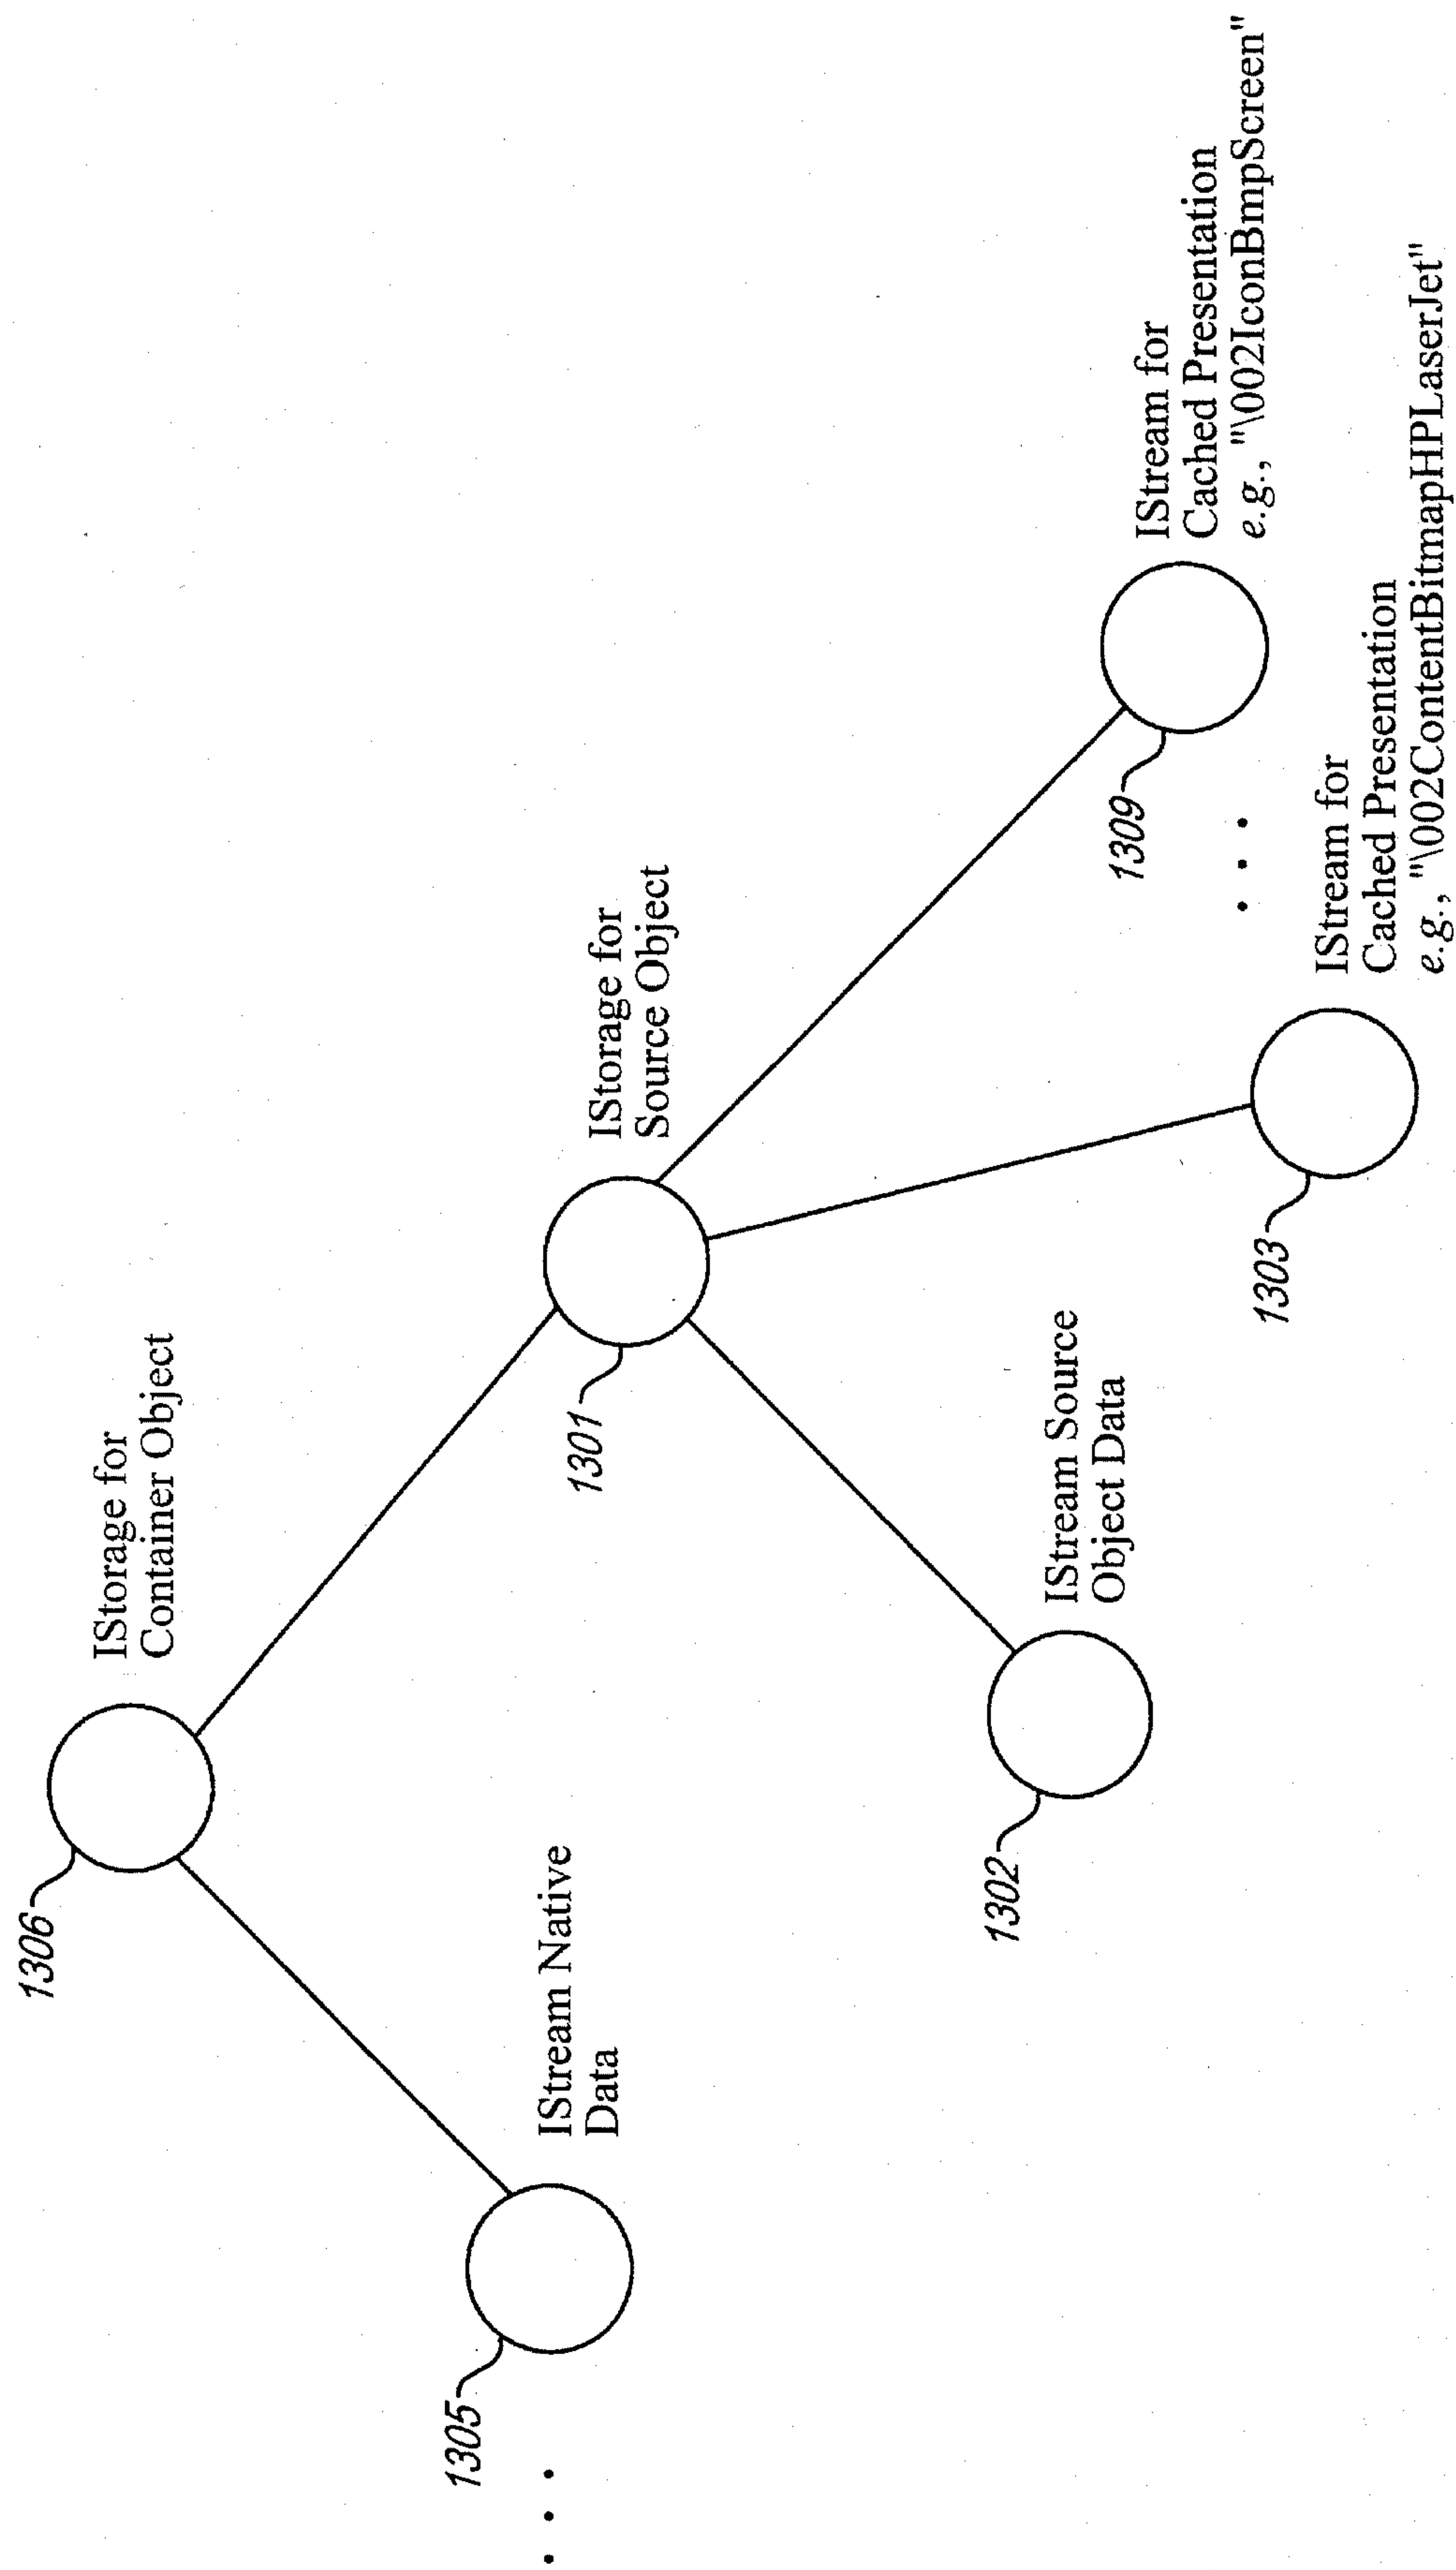 1306
IStorage for
Container Object
1305
IStream Native
Data
. . .
1301
IStorage for
Source Object
1302
IStream Source
Object Data
1303
IStream for
Cached Presentation
e.g., "\002ContentBitmapHPLaserJet"
. . .
1309
IStream for
Cached Presentation
e.g., "\002IconBmpScreen"